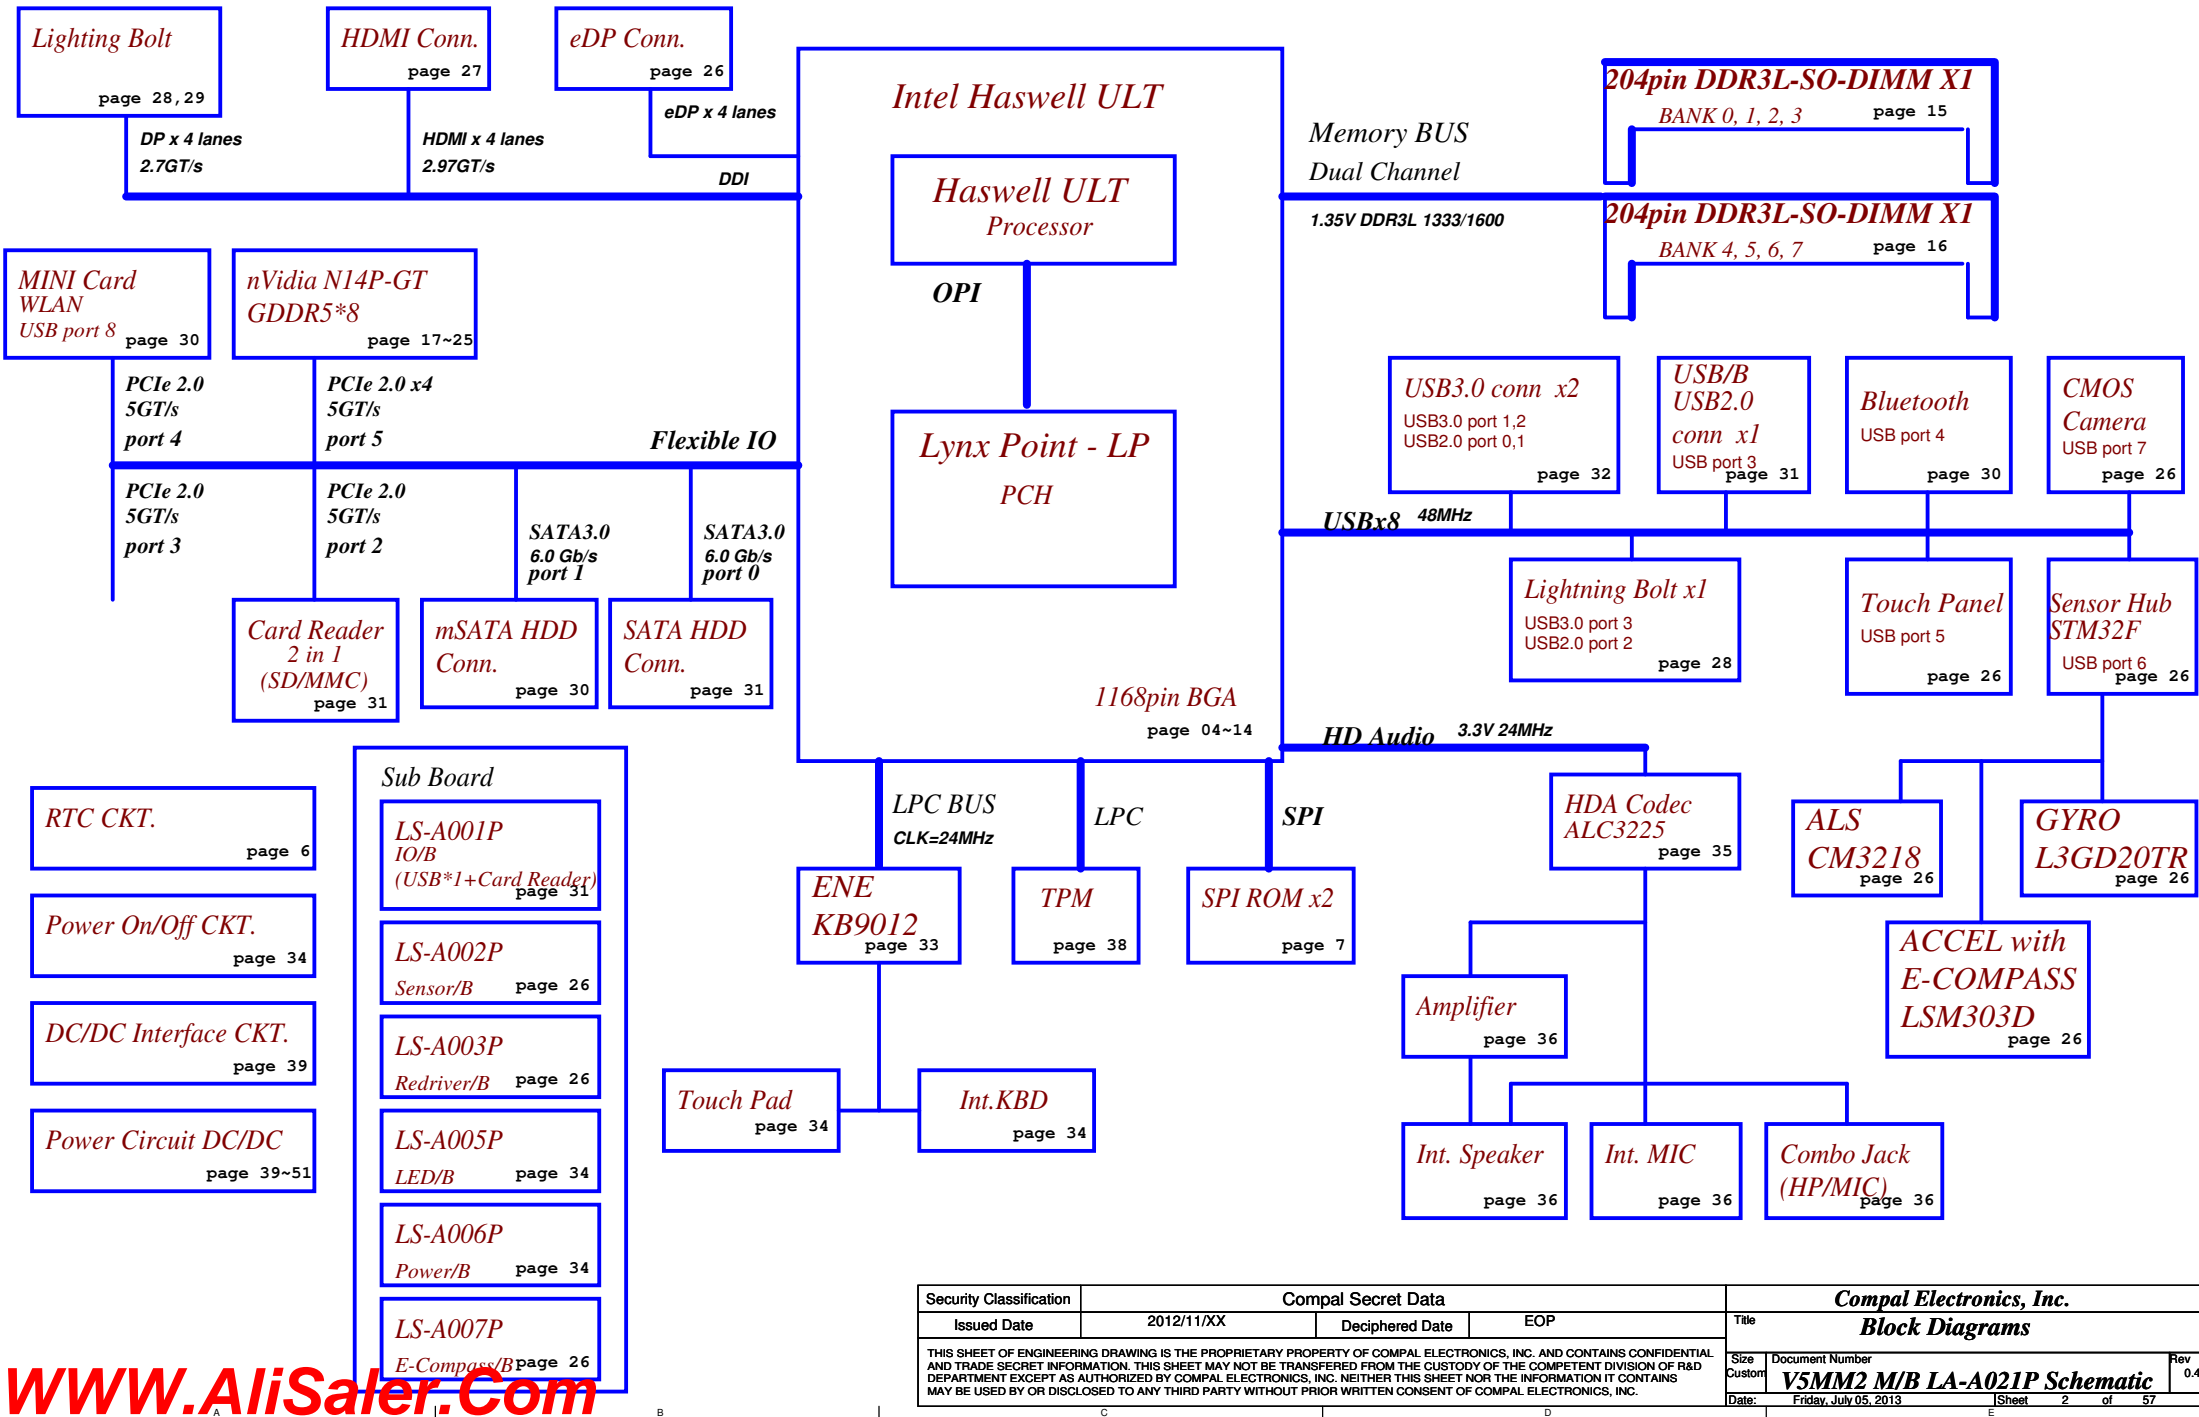 Lighting Bolt
page 28,29
HDMI Conn.
page 27
eDP Conn.
page 26
DP x 4 lanes
2.7GT/s
HDMI x 4 lanes
2.97GT/s
eDP x 4 lanes
DDI
Intel Haswell ULT
Haswell ULT
Processor
OPI
Lynx Point - LP
PCH
1168pin BGA
page 04~14
Memory BUS
Dual Channel
1.35V DDR3L 1333/1600
204pin DDR3L-SO-DIMM X1
BANK 0, 1, 2, 3
page 15
204pin DDR3L-SO-DIMM X1
BANK 4, 5, 6, 7
page 16
MINI Card
WLAN
USB port 8
page 30
nVidia N14P-GT
GDDR5*8
page 17~25
PCIe 2.0
5GT/s
port 4
PCIe 2.0 x4
5GT/s
port 5
Flexible IO
PCIe 2.0
5GT/s
port 3
PCIe 2.0
5GT/s
port 2
SATA3.0
6.0 Gb/s
port 1
SATA3.0
6.0 Gb/s
port 0
Card Reader
2 in 1
(SD/MMC)
page 31
mSATA HDD
Conn.
page 30
SATA HDD
Conn.
page 31
USB3.0 conn x2
USB3.0 port 1,2
USB2.0 port 0,1
page 32
USB/B
USB2.0
conn x1
USB port 3
page 31
Bluetooth
USB port 4
page 30
CMOS
Camera
USB port 7
page 26
USBx8
48MHz
Lightning Bolt x1
USB3.0 port 3
USB2.0 port 2
page 28
Touch Panel
USB port 5
page 26
Sensor Hub
STM32F
USB port 6
page 26
HD Audio
3.3V 24MHz
HDA Codec
ALC3225
page 35
ALS
CM3218
page 26
GYRO
L3GD20TR
page 26
ACCEL with
E-COMPASS
LSM303D
page 26
Amplifier
page 36
Int. Speaker
page 36
Int. MIC
page 36
Combo Jack
(HP/MIC)
page 36
LPC BUS
CLK=24MHz
LPC
SPI
ENE
KB9012
page 33
TPM
page 38
SPI ROM x2
page 7
Touch Pad
page 34
Int.KBD
page 34
RTC CKT.
page 6
Power On/Off CKT.
page 34
DC/DC Interface CKT.
page 39
Power Circuit DC/DC
page 39~51
Sub Board
LS-A001P
IO/B
(USB*1+Card Reader)
page 31
LS-A002P
Sensor/B
page 26
LS-A003P
Redriver/B
page 26
LS-A005P
LED/B
page 34
LS-A006P
Power/B
page 34
LS-A007P
E-Compass/B
page 26
WWW.AliSaler.Com
Security Classification
Compal Secret Data
Issued Date
2012/11/XX
Deciphered Date
EOP
THIS SHEET OF ENGINEERING DRAWING IS THE PROPRIETARY PROPERTY OF COMPAL ELECTRONICS, INC. AND CONTAINS CONFIDENTIAL
AND TRADE SECRET INFORMATION. THIS SHEET MAY NOT BE TRANSFERED FROM THE CUSTODY OF THE COMPETENT DIVISION OF R&D
DEPARTMENT EXCEPT AS AUTHORIZED BY COMPAL ELECTRONICS, INC. NEITHER THIS SHEET NOR THE INFORMATION IT CONTAINS
MAY BE USED BY OR DISCLOSED TO ANY THIRD PARTY WITHOUT PRIOR WRITTEN CONSENT OF COMPAL ELECTRONICS, INC.
Compal Electronics, Inc.
Title
Block Diagrams
Size
Custom
Document Number
V5MM2 M/B LA-A021P Schematic
Rev
0.4
Date:
Friday, July 05, 2013
Sheet 2 of 57
A
B
C
D
E